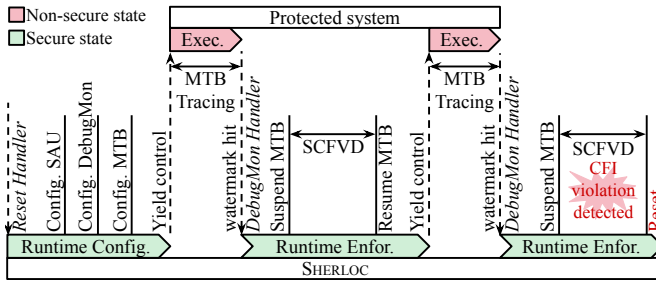 Non-secure state
Secure state
Protected system
Exec.
Exec.
MTB
Tracing
MTB
Tracing
Reset Handler
Config. SAU
Config. DebugMon
Config. MTB
Yield control
watermark hit
DebugMon Handler
Suspend MTB
SCFVD
Resume MTB
Yield control
watermark hit
DebugMon Handler
Suspend MTB
SCFVD
CFI
violation
detected
Reset
Runtime Config.
Runtime Enfor.
Runtime Enfor.
SHERLOC